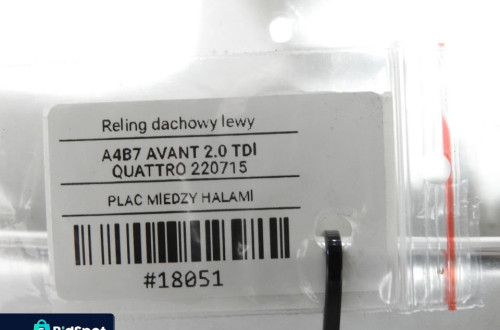 Reling dachowy lewy
A4B7 AVANT 2.0 TDI
QUATTRO 220715
PLAC MIEDZY HALAMI
#18051